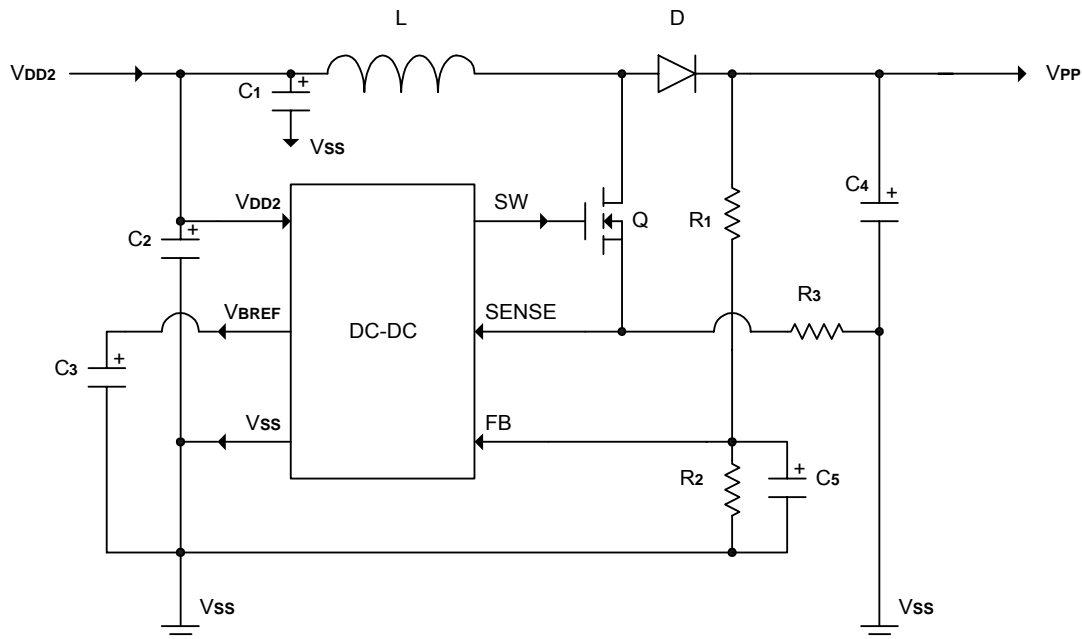 L
D
VDD2
VPP
C1
+
VSS
VDD2
SW
C4
+
C2
+
Q
R1
VBREF
DC-DC
SENSE
R3
C3
+
VSS
FB
R2
+
C5
VSS
VSS